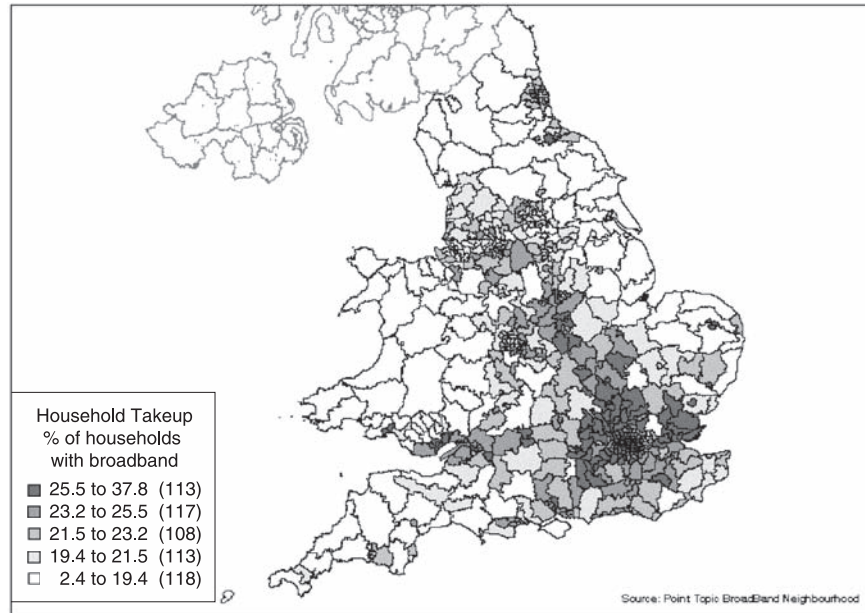 Household Takeup
% of households
with broadband
25.5 to 37.8 (113)
23.2 to 25.5 (117)
21.5 to 23.2 (108)
19.4 to 21.5 (113)
2.4 to 19.4 (118)
Source: Point Topic BroadBand Neighbourhood